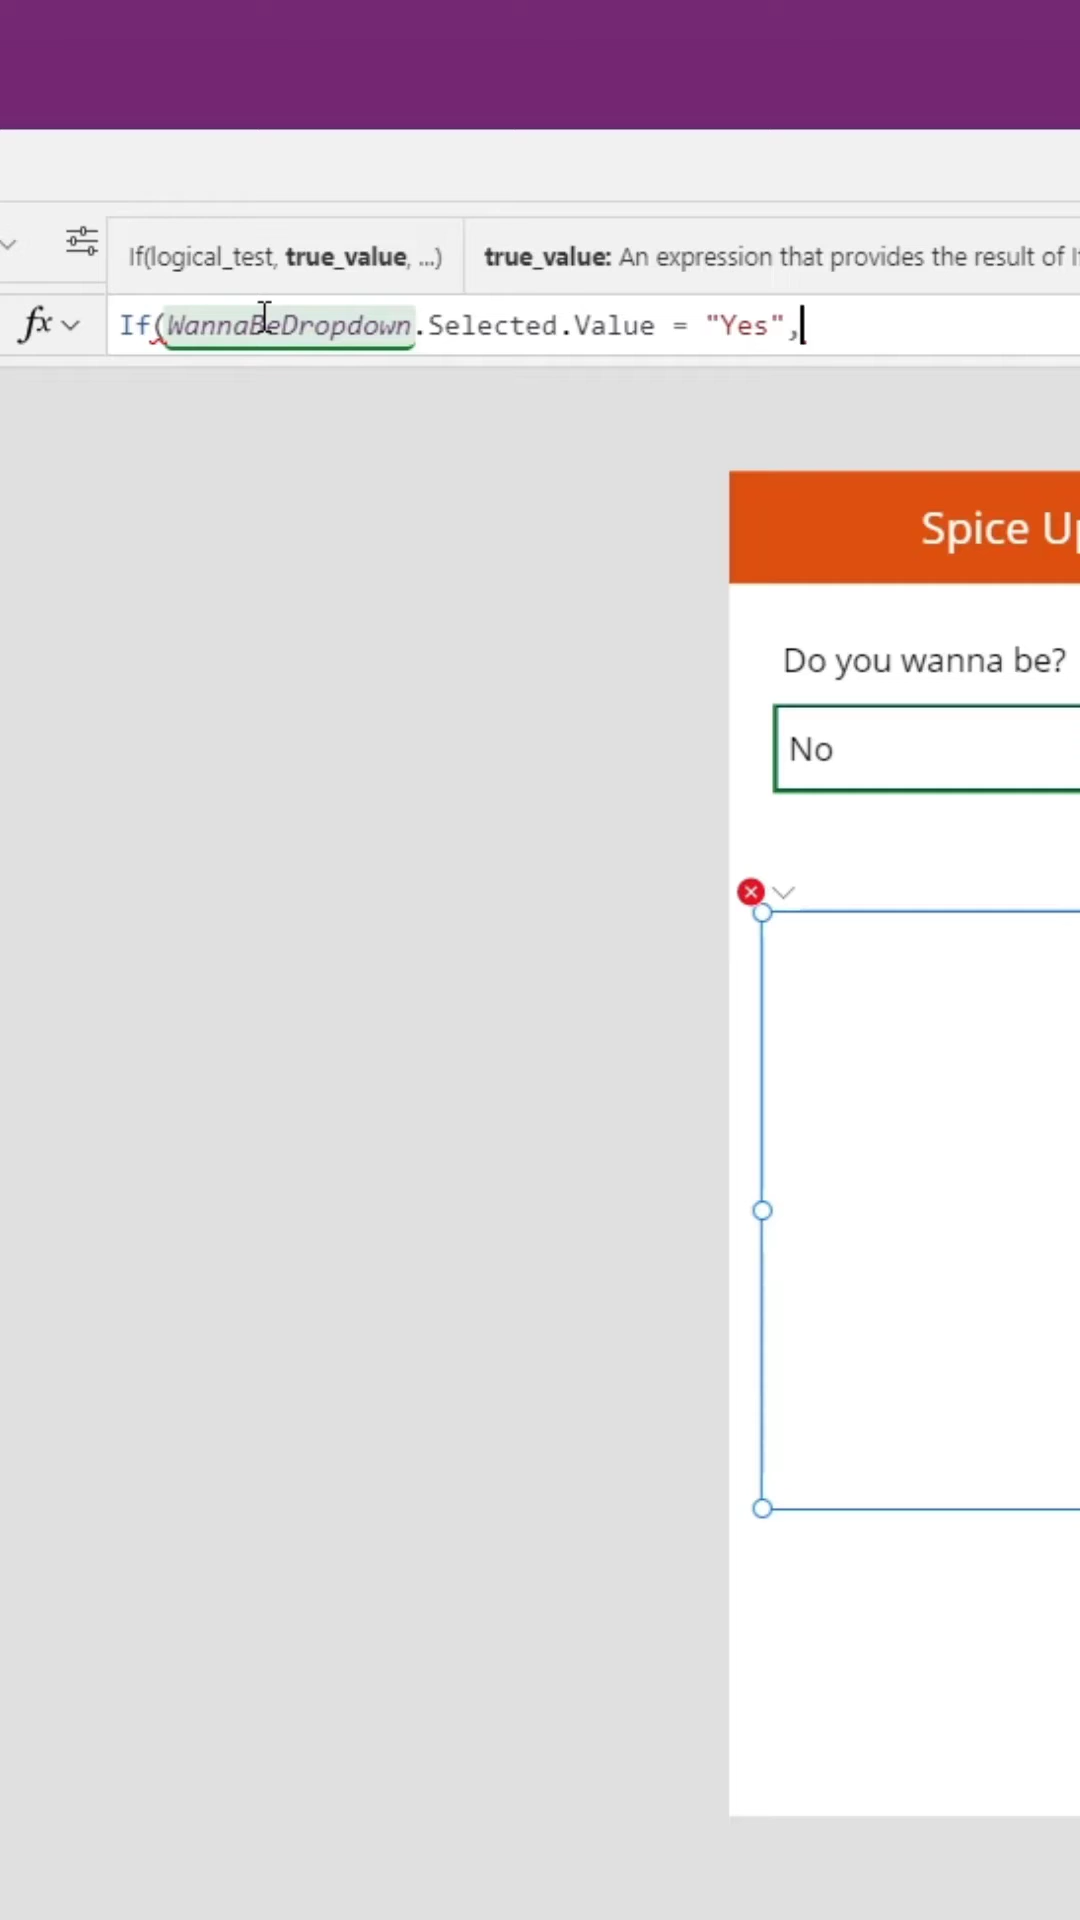 If(logical_test, true_value, ...) true_value: An expression that provides the result of
fx If(WannaBeDropdown.Selected.Value = "Yes",
Spice
Do you wanna be?
No